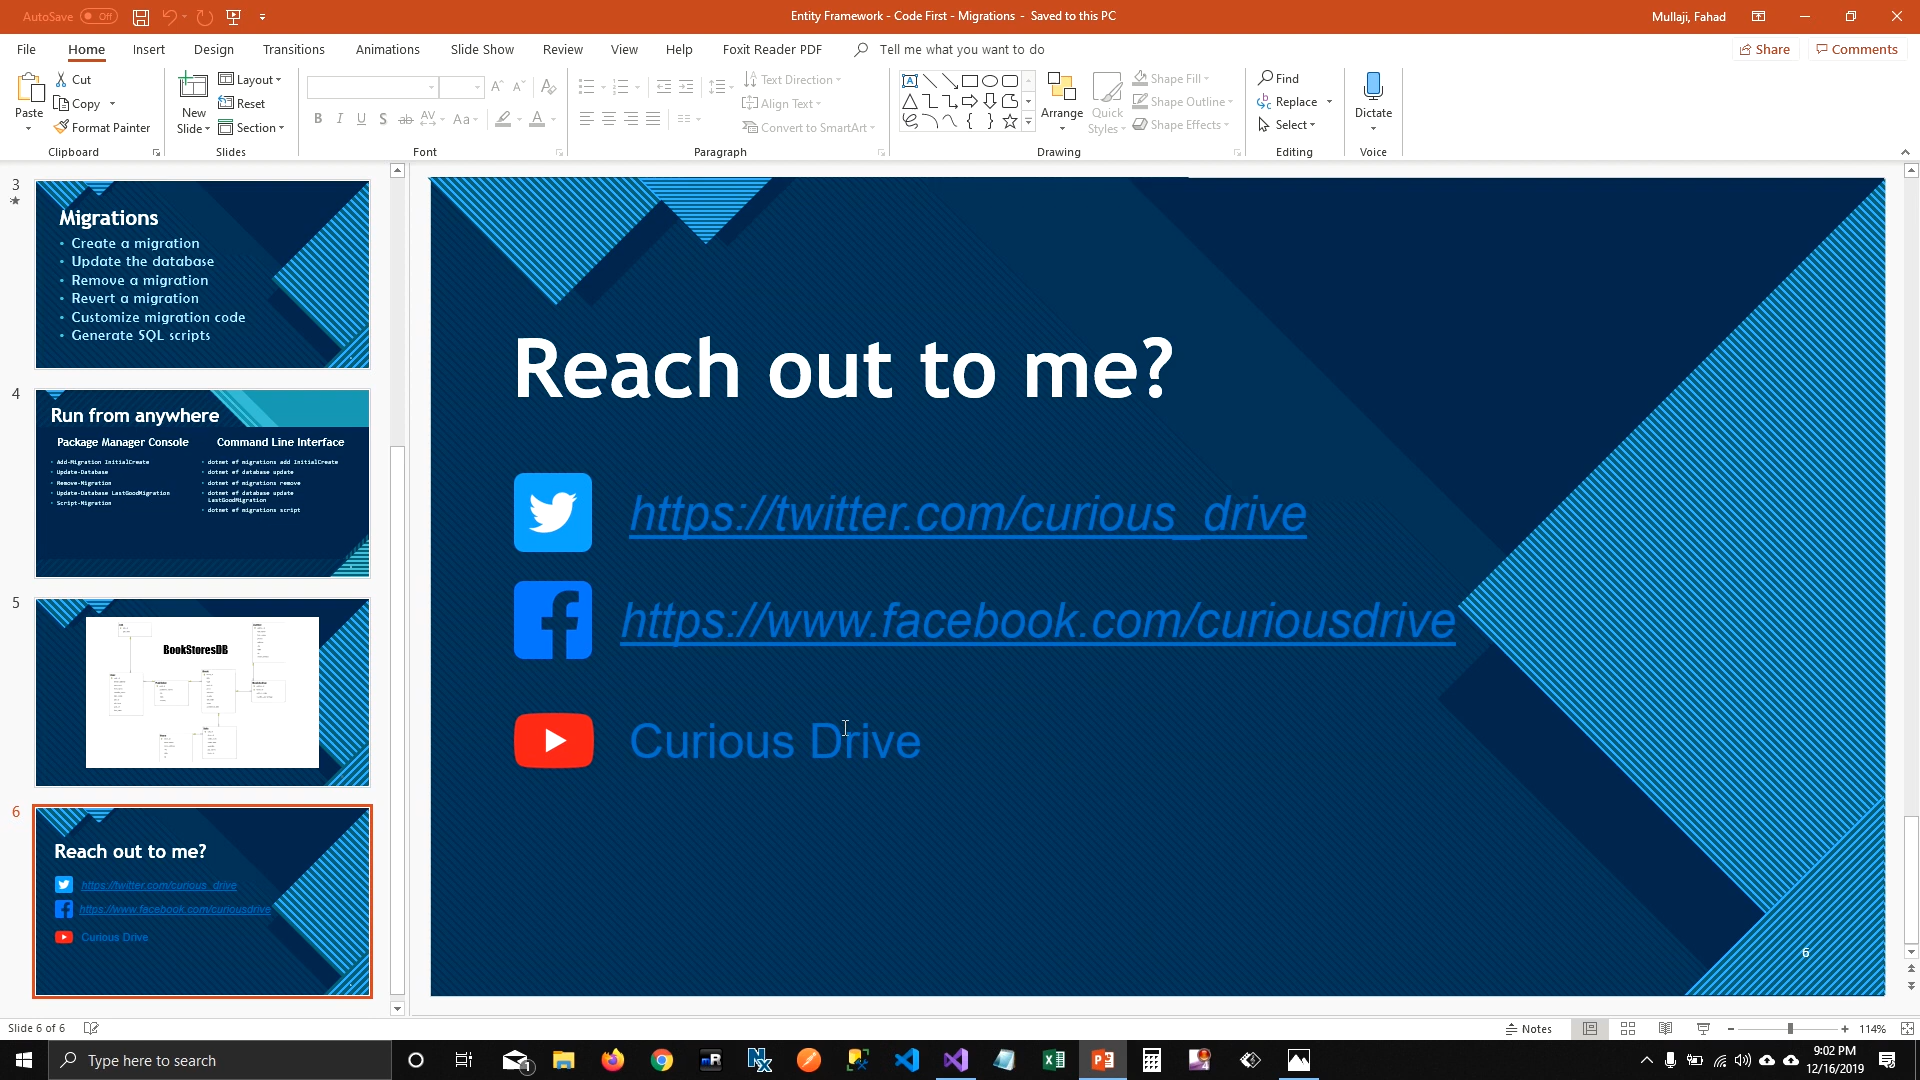 AutoSave Off
Entity Framework - Code First - Migrations - Saved to this PC
Mullaji, Fahad
File Home Insert Design Transitions Animations Slide Show Review View Help Foxit Reader PDF Tell me what you want to do Share Comments
Paste
Cut
Copy
Format Painter
Clipboard
New Slide
Layout
Reset
Section
Slides
B I U S ab AV Aa A
Font
Text Direction
Align Text
Convert to SmartArt
Paragraph
Arrange
Quick Styles
Shape Fill
Shape Outline
Shape Effects
Drawing
Find
Replace
Select
Editing
Dictate
Voice
3
Migrations
• Create a migration
• Update the database
• Remove a migration
• Revert a migration
• Customize migration code
• Generate SQL scripts
4
Run from anywhere
Package Manager Console
Add-Migration InitialCreate
Update-Database
Remove-Migration
Update-Database LastGoodMigration
Script-Migration
Command Line Interface
dotnet ef migrations add InitialCreate
dotnet ef database update
dotnet ef migrations remove
dotnet ef database update
LastGoodMigration
dotnet ef migrations script
5
BookStoresDB
6
Reach out to me?
https://twitter.com/curious_drive
https://www.facebook.com/curiousdrive
Curious Drive
Reach out to me?
https://twitter.com/curious_drive
https://www.facebook.com/curiousdrive
Curious Drive
6
Slide 6 of 6
Notes
114%
Type here to search
9:02 PM
12/16/2019